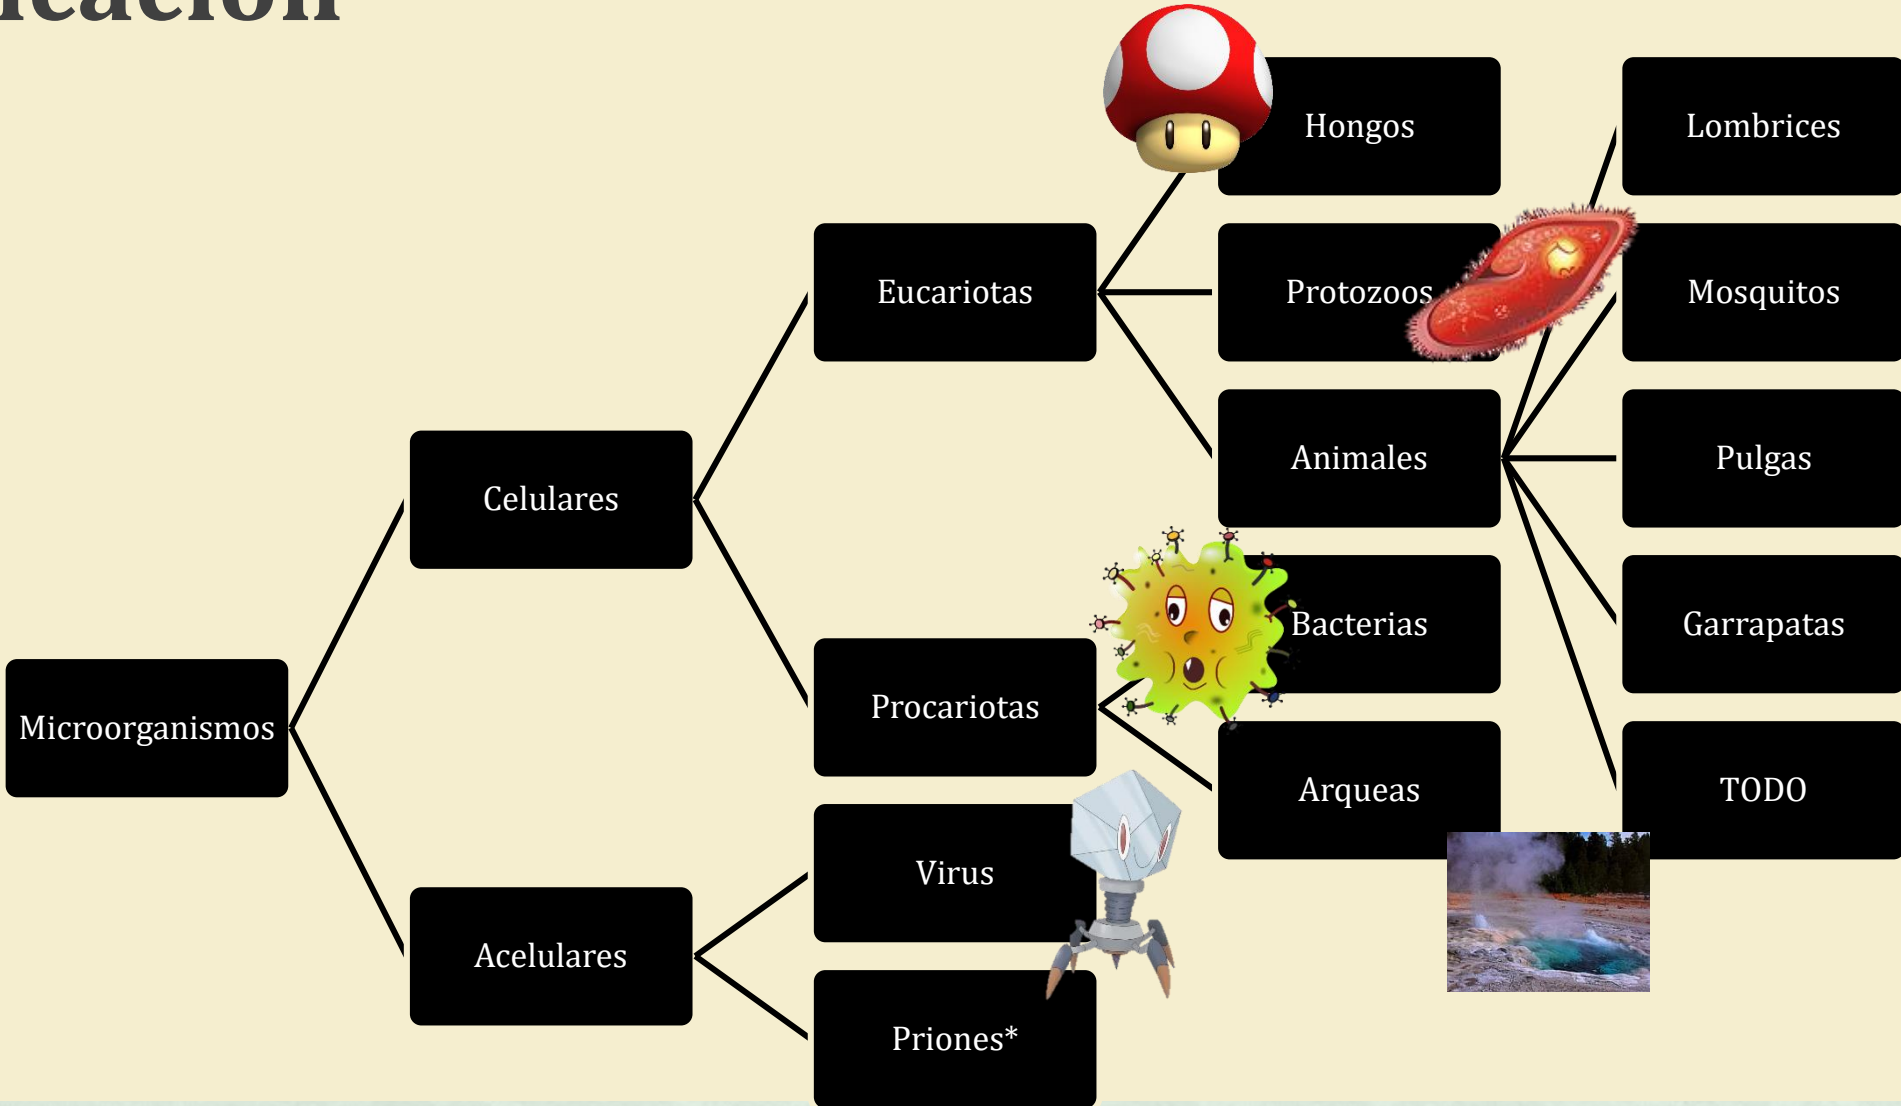 Microorganismos
Celulares
Eucariotas
Hongos
Protozoos
Animales
Lombrices
Mosquitos
Pulgas
Garrapatas
TODO
Procariotas
Bacterias
Arqueas
Acelulares
Virus
Priones*